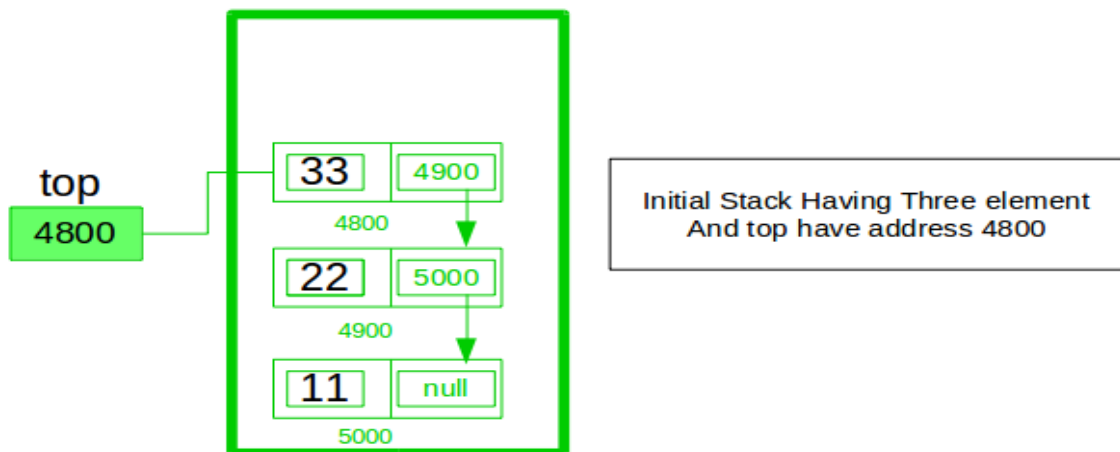 top
4800
33 4900
4800
22 5000
4900
11 null
5000
Initial Stack Having Three element
And top have address 4800